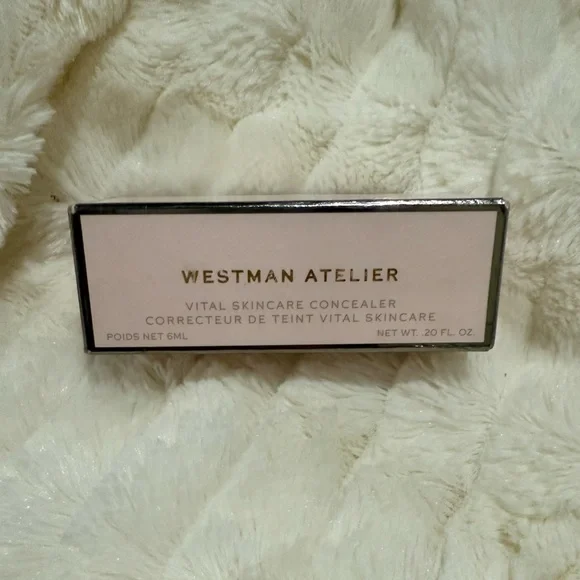 WESTMAN ATELIER
VITAL SKINCARE CONCEALER
CORRECTEUR DE TEINT VITAL SKINCARE
POIDS NET 6ML
NET WT. .20 FL. OZ.